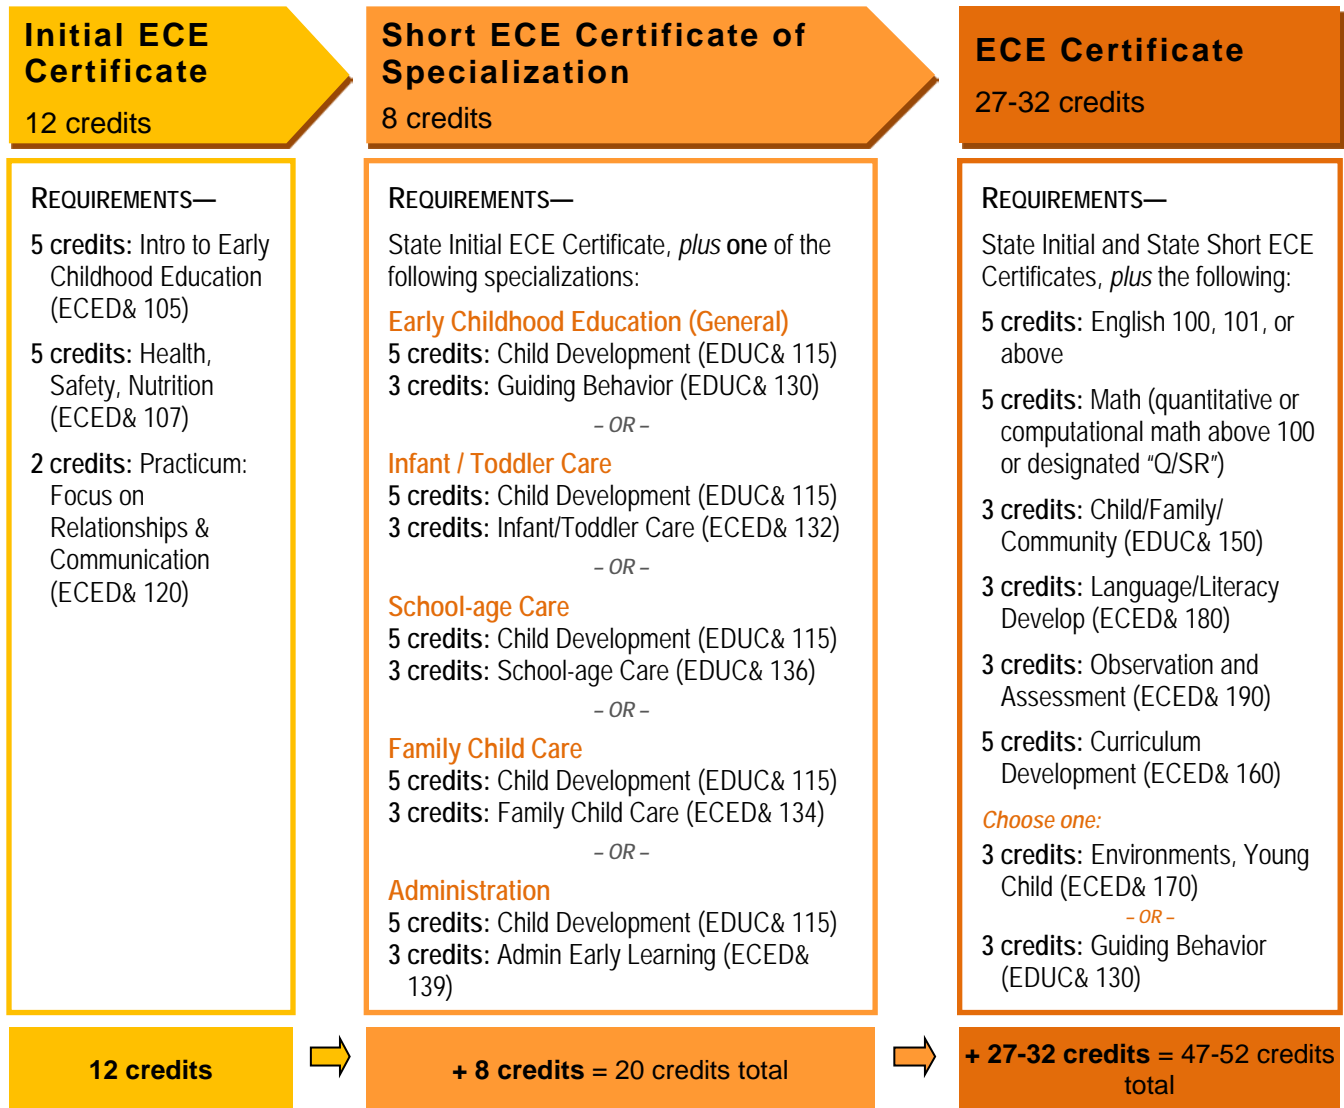 Initial ECE
Certificate
12 credits
REQUIREMENTS—
5 credits: Intro to Early
Childhood Education
(ECED& 105)
5 credits: Health,
Safety, Nutrition
(ECED& 107)
2 credits: Practicum:
Focus on
Relationships &
Communication
(ECED& 120)
12 credits
Short ECE Certificate of
Specialization
8 credits
REQUIREMENTS—
State Initial ECE Certificate, plus one of the
following specializations:
Early Childhood Education (General)
5 credits: Child Development (EDUC& 115)
3 credits: Guiding Behavior (EDUC& 130)
– OR –
Infant / Toddler Care
5 credits: Child Development (EDUC& 115)
3 credits: Infant/Toddler Care (ECED& 132)
– OR –
School-age Care
5 credits: Child Development (EDUC& 115)
3 credits: School-age Care (EDUC& 136)
– OR –
Family Child Care
5 credits: Child Development (EDUC& 115)
3 credits: Family Child Care (ECED& 134)
– OR –
Administration
5 credits: Child Development (EDUC& 115)
3 credits: Admin Early Learning (ECED&
139)
+ 8 credits = 20 credits total
ECE Certificate
27-32 credits
REQUIREMENTS—
State Initial and State Short ECE
Certificates, plus the following:
5 credits: English 100, 101, or
above
5 credits: Math (quantitative or
computational math above 100
or designated “Q/SR”)
3 credits: Child/Family/
Community (EDUC& 150)
3 credits: Language/Literacy
Develop (ECED& 180)
3 credits: Observation and
Assessment (ECED& 190)
5 credits: Curriculum
Development (ECED& 160)
Choose one:
3 credits: Environments, Young
Child (ECED& 170)
– OR –
3 credits: Guiding Behavior
(EDUC& 130)
+ 27-32 credits = 47-52 credits
total